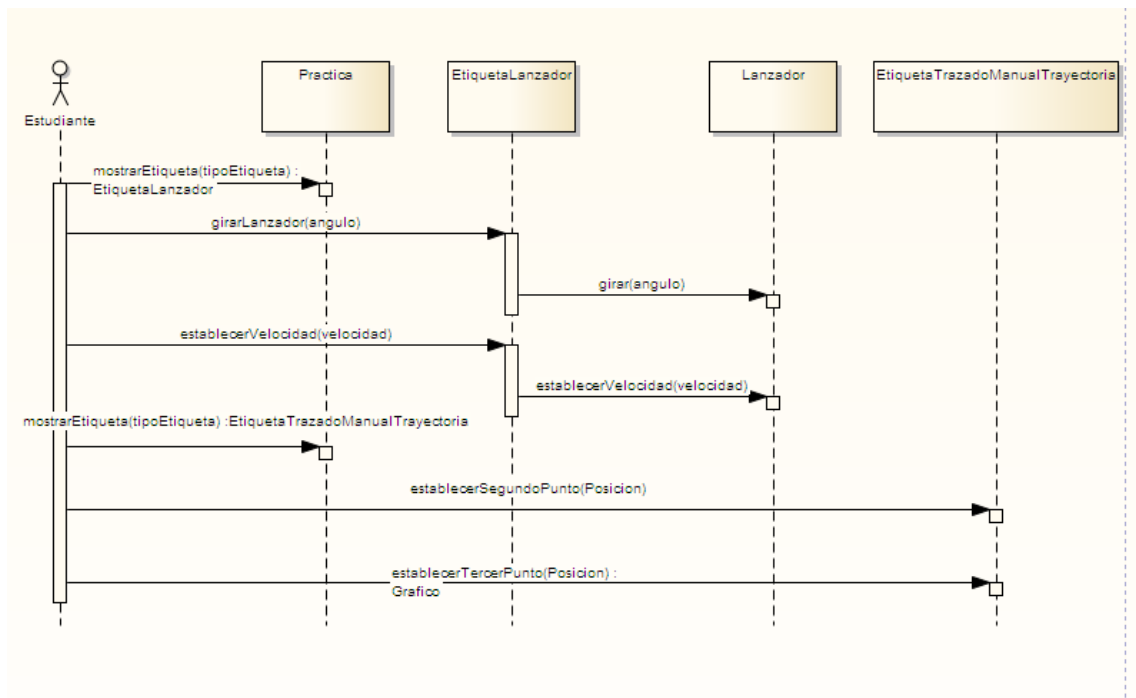 Practica
EtiquetaLanzador
Lanzador
EtiquetaTrazadoManualTrayectoria
Estudiante
mostrarEtiqueta(tipoEtiqueta) :
EtiquetaLanzador
girarLanzador(angulo)
girar(angulo)
establecerVelocidad(velocidad)
establecerVelocidad(velocidad)
mostrarEtiqueta(tipoEtiqueta) :EtiquetaTrazadoManualTrayectoria
establecerSegundoPunto(Posicion)
establecerTercerPunto(Posicion) :
Grafico